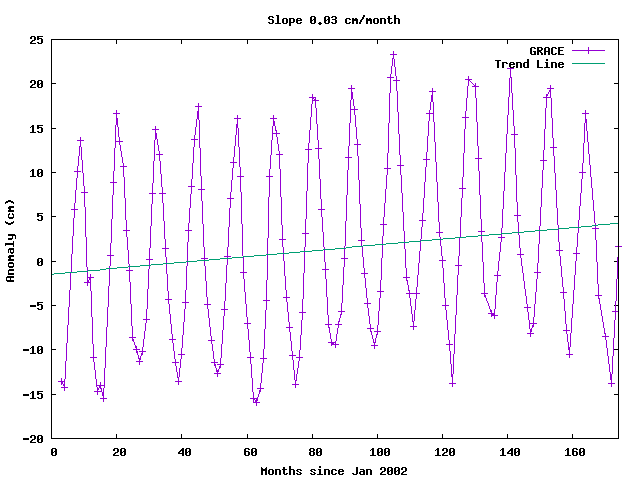 Slope 0.03 cm/month
GRACE
Trend Line
25
20
15
10
5
0
-5
-10
-15
-20
Anomaly (cm)
0 20 40 60 80 100 120 140 160
Months since Jan 2002